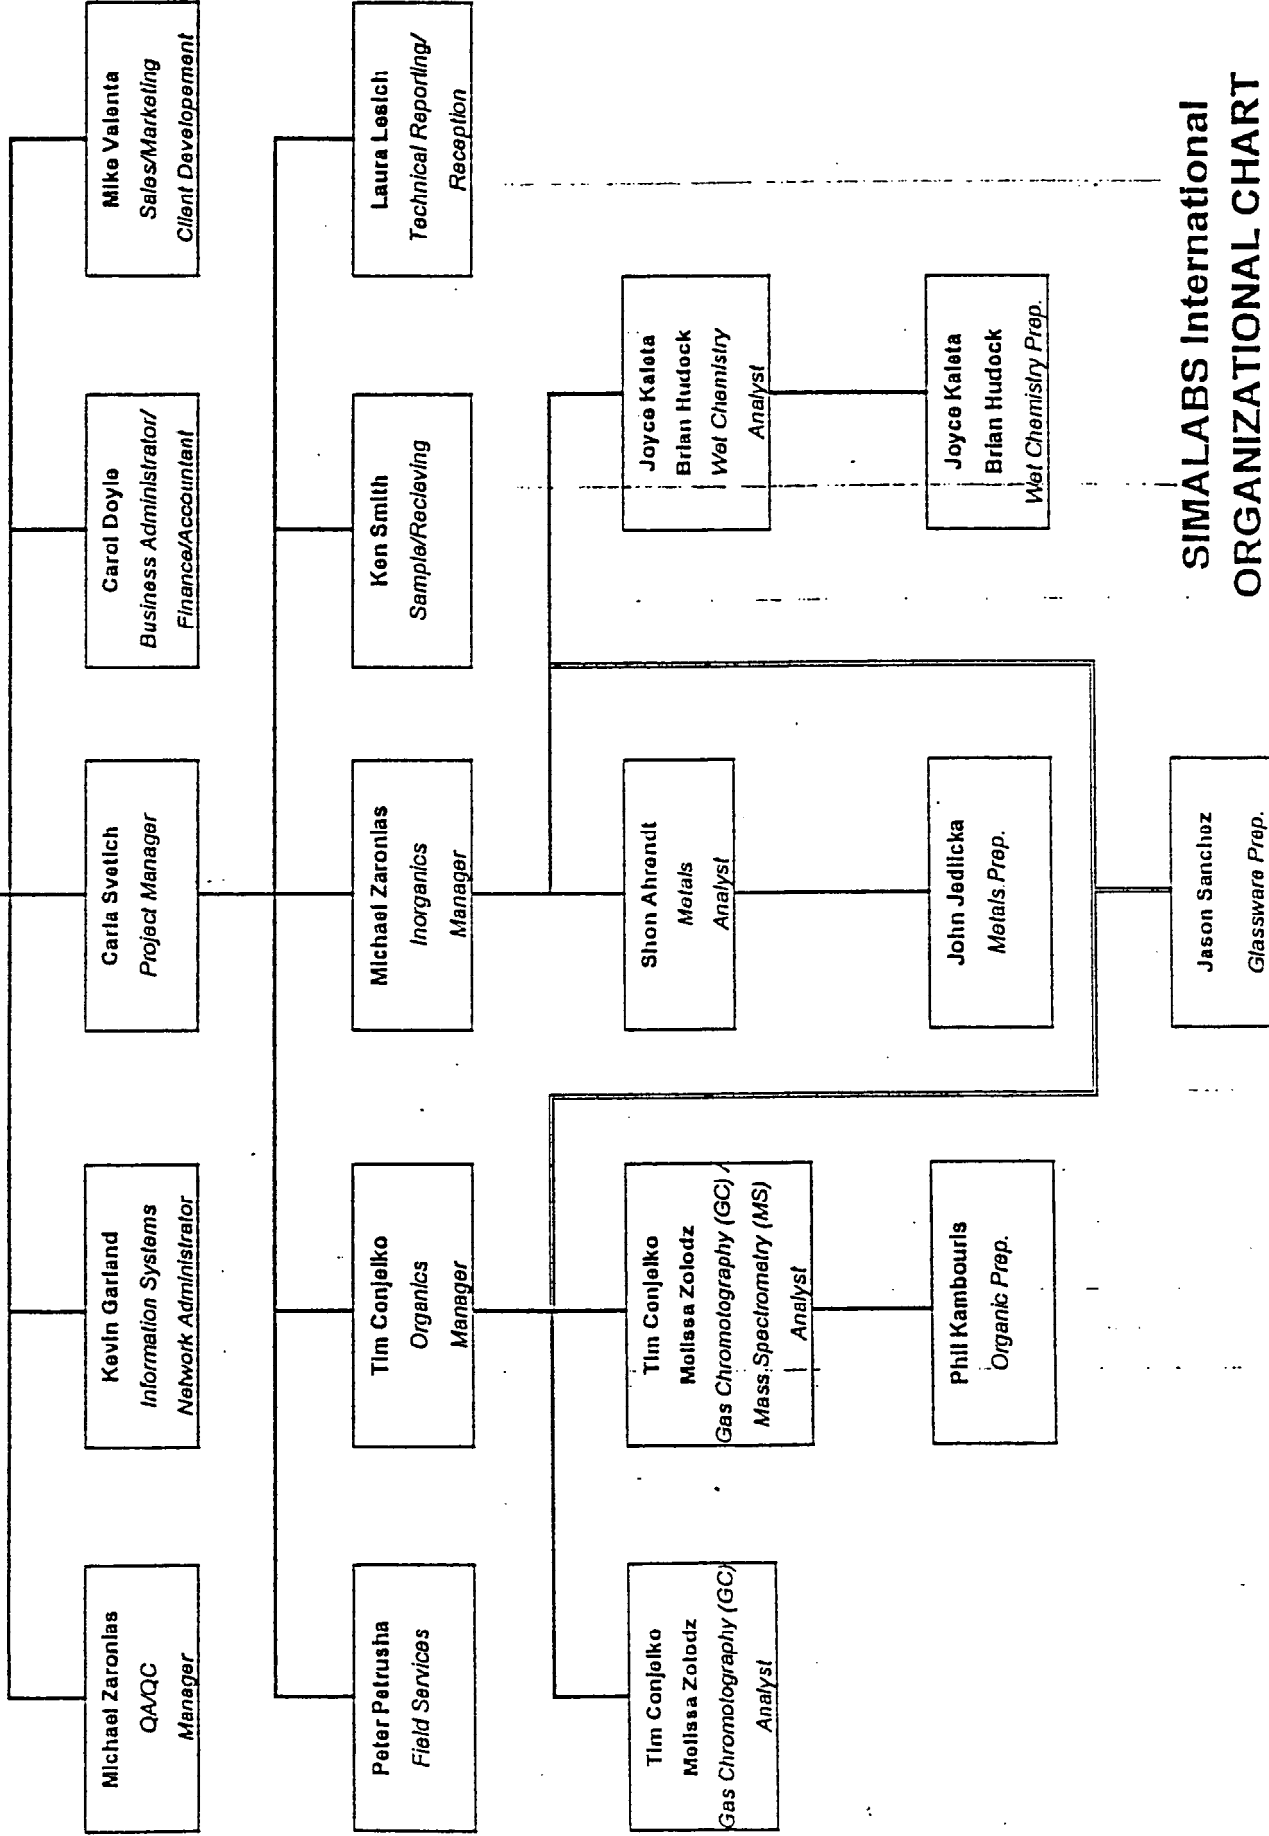 Michael Zaronias
QA/QC
Manager
Kevin Garland
Information Systems
Network Administrator
Carla Svetich
Project Manager
Carol Doyle
Business Administrator/
Finance/Accountant
Mike Valenta
Sales/Marketing
Client Developement
Peter Petrusha
Field Services
Tim Conjelko
Organics
Manager
Michael Zaronias
Inorganics
Manager
Ken Smith
Sample/Recieving
Laura Lesich
Technical Reporting/
Reception
Tim Conjelko
Melissa Zolodz
Gas Chromotography (GC)
Analyst
Tim Conjelko
Melissa Zolodz
Gas Chromotography (GC) /
Mass Spectrometry (MS)
Analyst
Shon Ahrendt
Metals
Analyst
Joyce Kaleta
Brian Hudock
Wet Chemistry
Analyst
Phil Kambouris
Organic Prep.
John Jedlicka
Metals Prep.
Joyce Kaleta
Brian Hudock
Wet Chemistry Prep.
Jason Sanchez
Glassware Prep.
SIMALABS International
ORGANIZATIONAL CHART